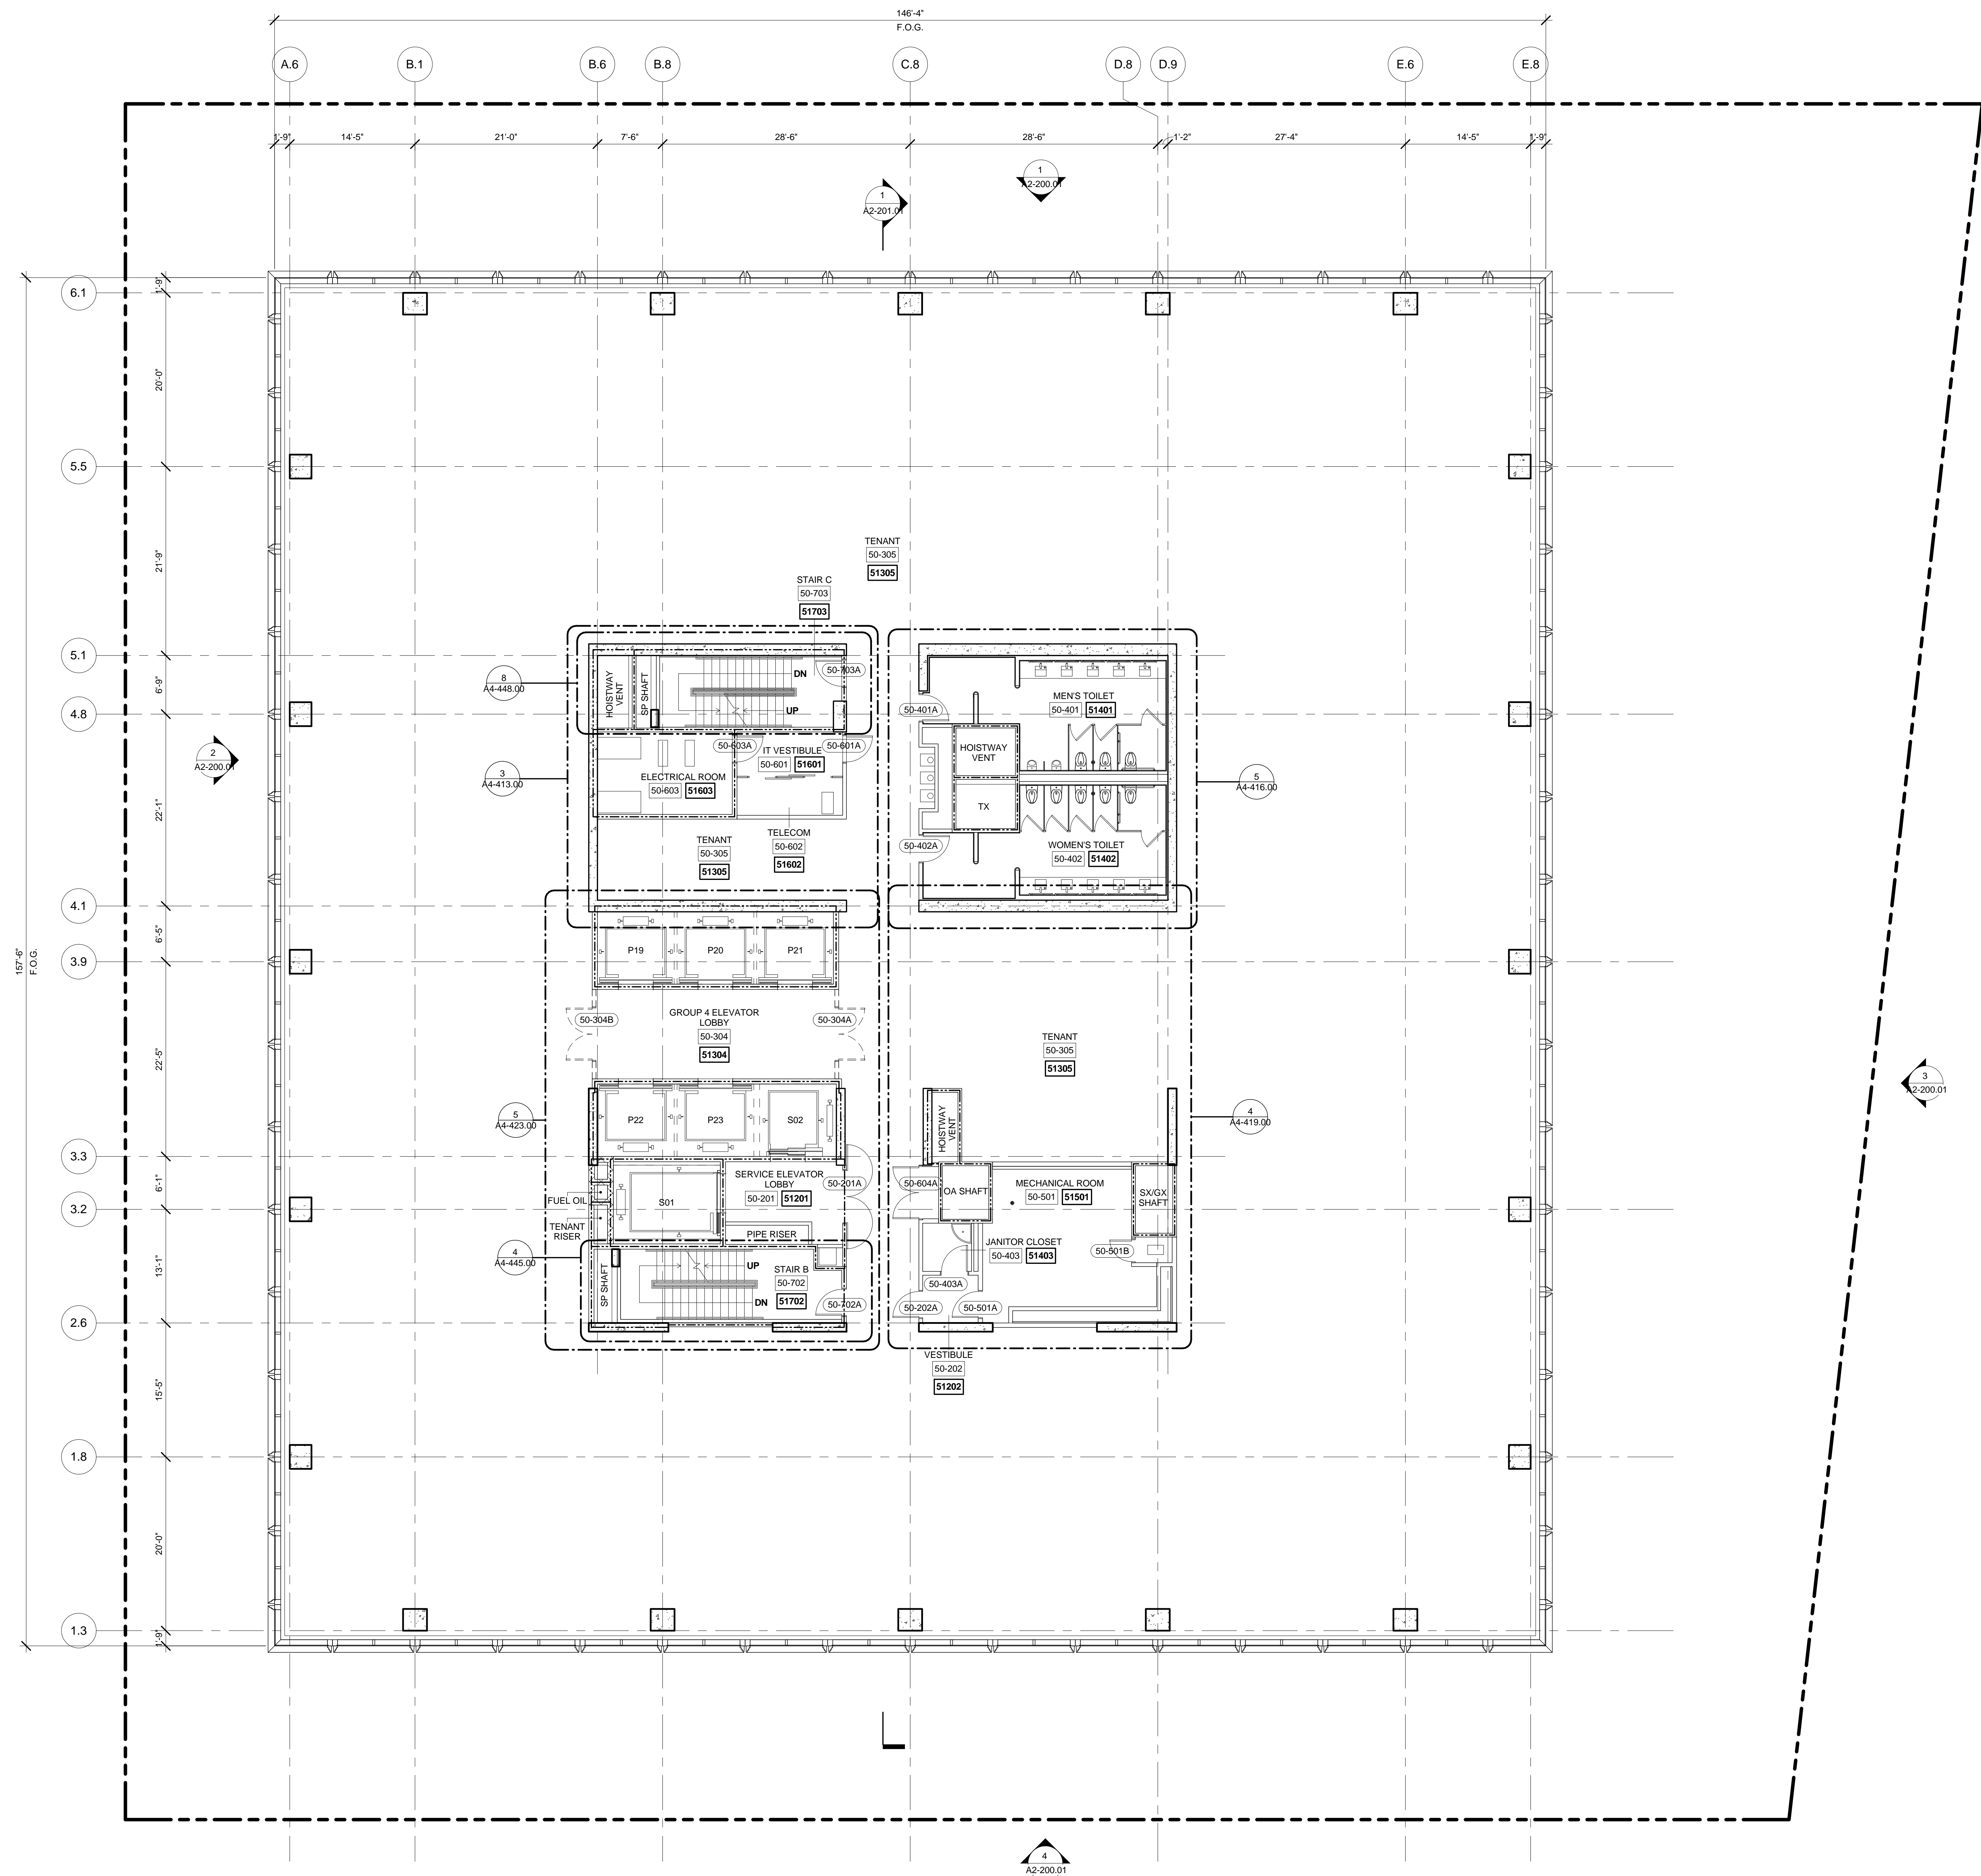 146'-4"
F.O.G.
A.6
B.1
B.6
B.8
C.8
D.8
D.9
E.6
E.8
1'-9"
14'-5"
21'-0"
7'-6"
28'-6"
28'-6"
1'-2"
27'-4"
14'-5"
1'-9"
1
A2-200.01
1
A2-201.01
157'-6"
F.O.G.
6.1
5.5
5.1
4.8
4.1
3.9
3.3
3.2
2.6
1.8
1.3
1'-9"
20'-0"
21'-9"
6'-9"
22'-1"
6'-5"
22'-5"
6'-1"
13'-1"
15'-5"
20'-0"
1'-9"
2
A2-200.01
3
A2-200.01
4
A2-200.01
TENANT
50-305
51305
STAIR C
50-703
51703
8
A4-448.00
HOISTWAY
VENT
SP SHAFT
DN
UP
50-703A
50-603A
50-601A
IT VESTIBULE
50-601 51601
3
A4-413.00
ELECTRICAL ROOM
50-603 51603
TENANT
50-305
51305
TELECOM
50-602
51602
50-401A
MEN'S TOILET
50-401 51401
HOISTWAY
VENT
TX
5
A4-416.00
50-402A
WOMEN'S TOILET
50-402 51402
P19
P20
P21
50-304B
GROUP 4 ELEVATOR
LOBBY
50-304
51304
50-304A
TENANT
50-305
51305
5
A4-423.00
P22
P23
S02
HOISTWAY
VENT
4
A4-419.00
SERVICE ELEVATOR
LOBBY
50-201 51201
50-201A
S01
FUEL OIL
TENANT
RISER
PIPE RISER
50-604A
OA SHAFT
MECHANICAL ROOM
50-501 51501
SX/GX
SHAFT
4
A4-445.00
SP SHAFT
UP
DN
STAIR B
50-702
51702
50-702A
JANITOR CLOSET
50-403 51403
50-501B
50-403A
50-202A
50-501A
VESTIBULE
50-202
51202